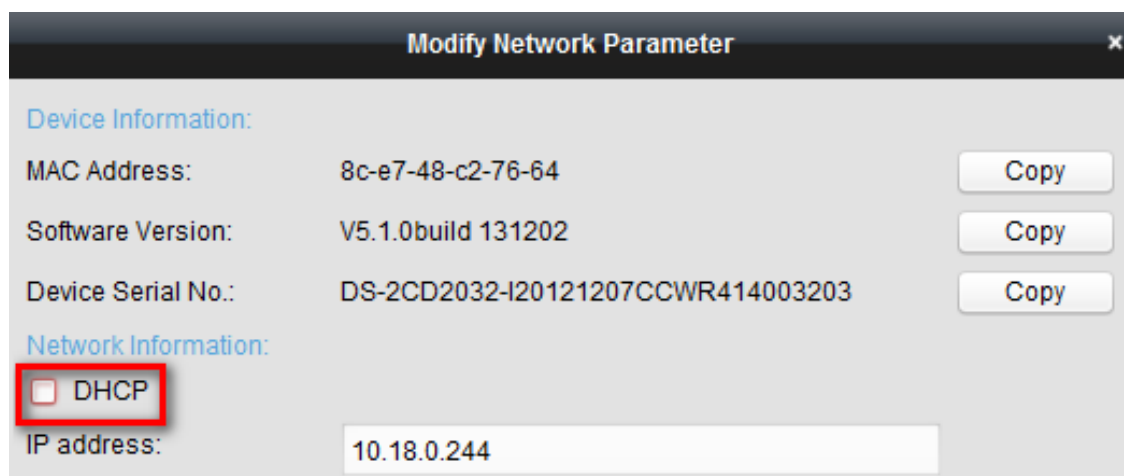 Modify Network Parameter ×
Device Information:
MAC Address: 8c-e7-48-c2-76-64 Copy
Software Version: V5.1.0build 131202 Copy
Device Serial No.: DS-2CD2032-I20121207CCWR414003203 Copy
Network Information:
DHCP
IP address: 10.18.0.244